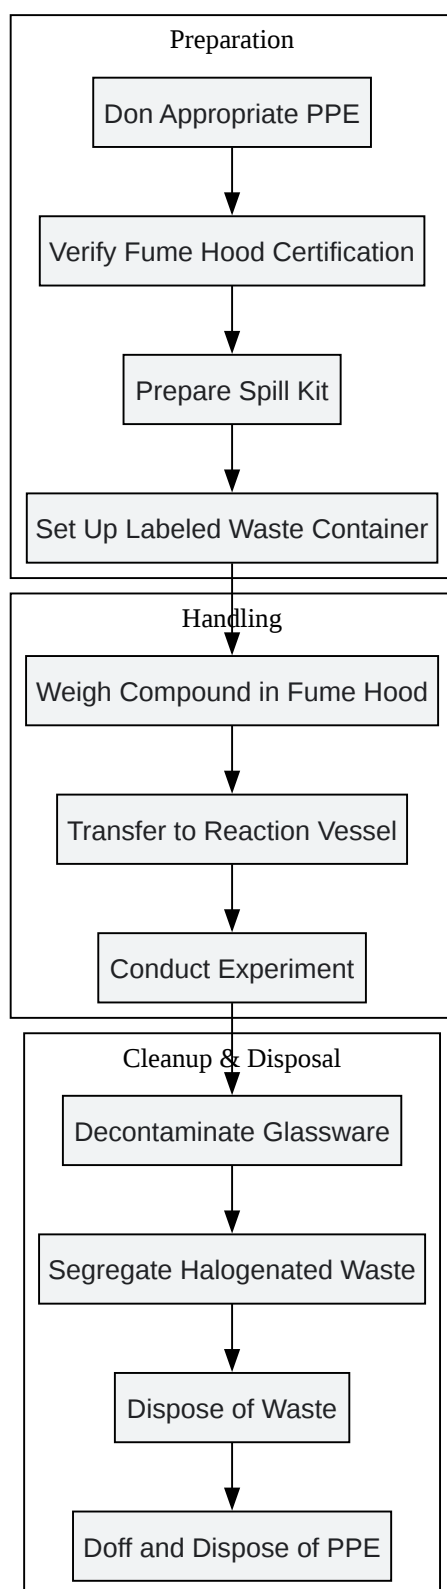 Preparation
Don Appropriate PPE
Verify Fume Hood Certification
Prepare Spill Kit
Set Up Labeled Waste Container
Handling
Weigh Compound in Fume Hood
Transfer to Reaction Vessel
Conduct Experiment
Cleanup & Disposal
Decontaminate Glassware
Segregate Halogenated Waste
Dispose of Waste
Doff and Dispose of PPE